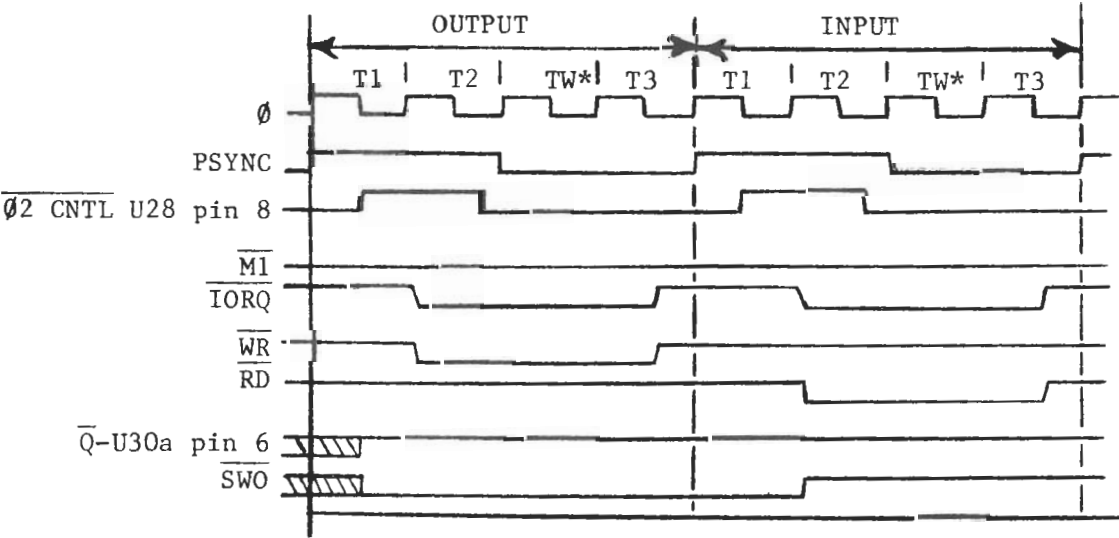 OUTPUT INPUT
T1 T2 TW* T3 T1 T2 TW* T3
Ø
PSYNC
Ø2 CNTL U28 pin 8
M1
IORQ
WR
RD
Q-U30a pin 6
SWO